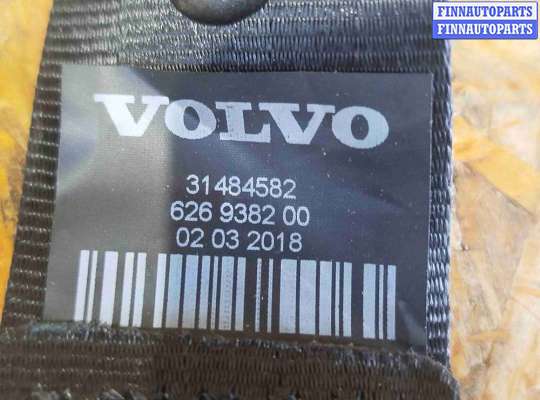 FINNAUTOPARTS
FINNAUTOPARTS
VOLVO
31484582
626 9382 00
02 03 2018